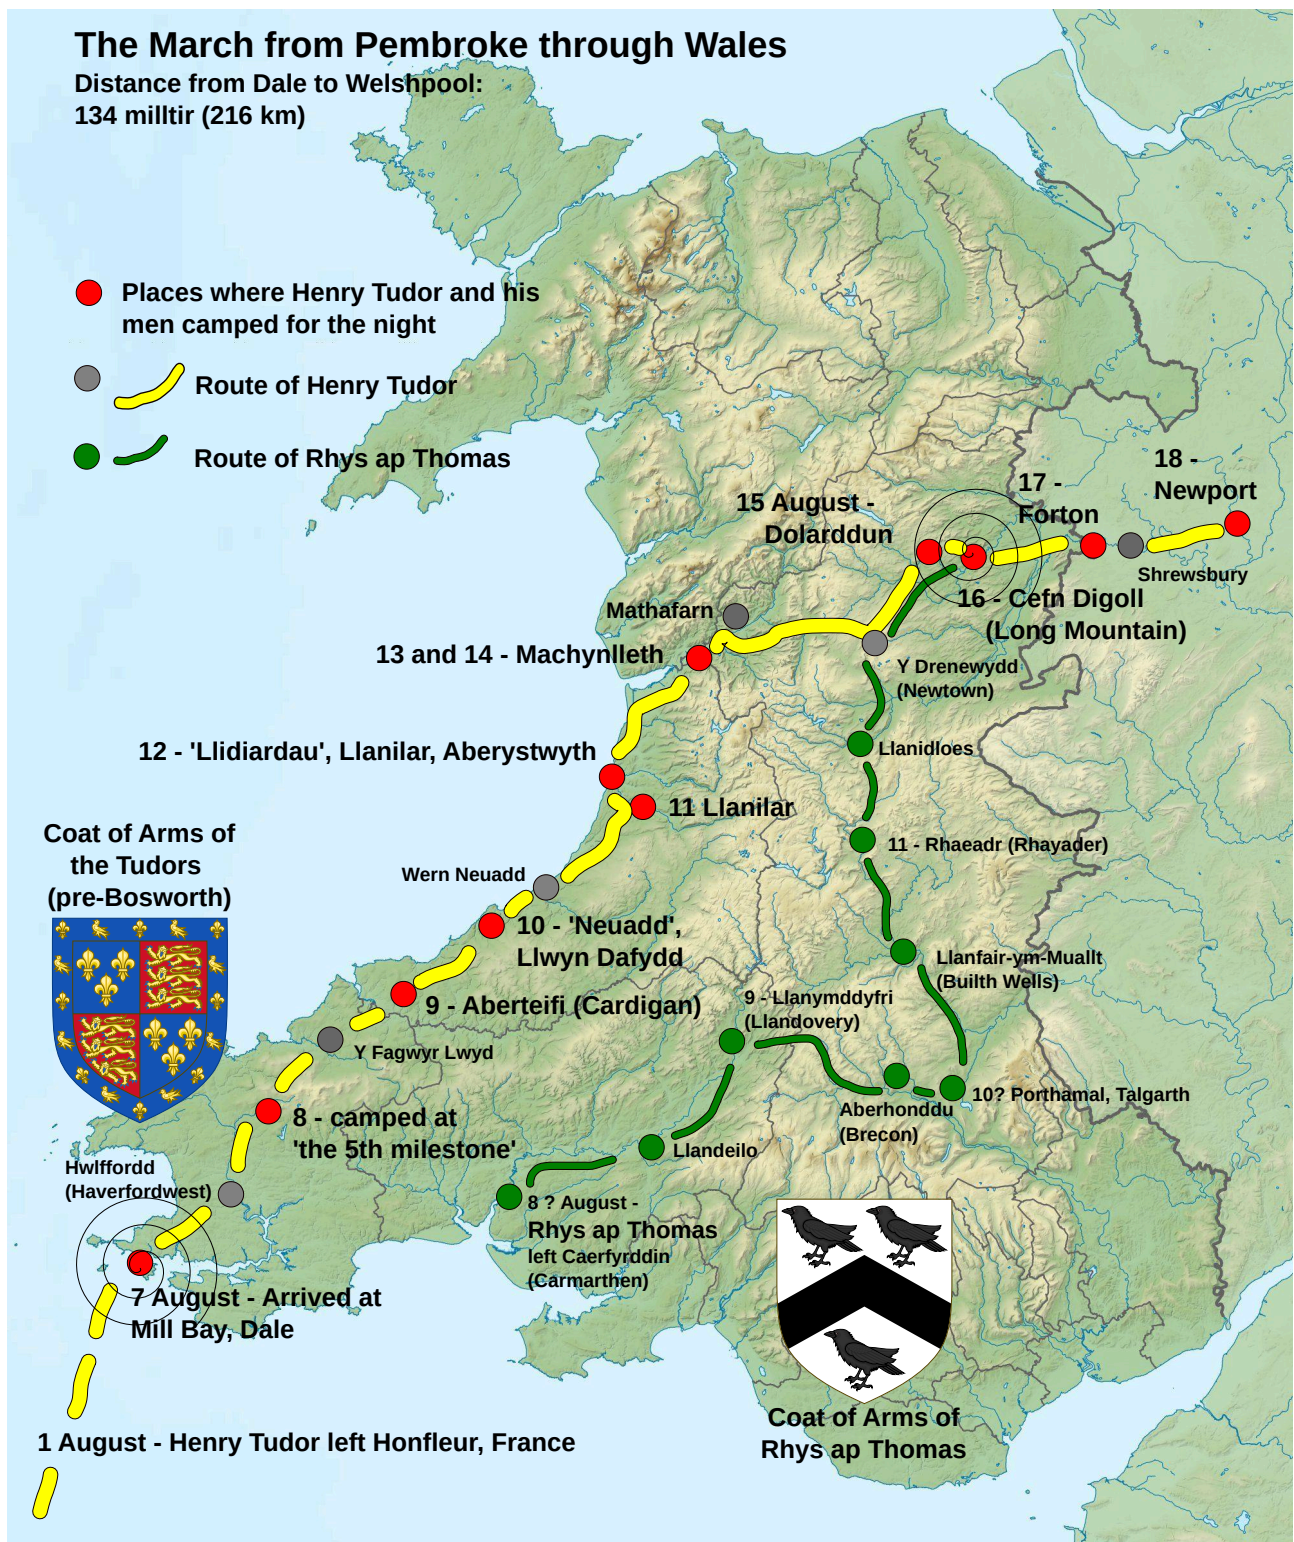 The March from Pembroke through Wales
Distance from Dale to Welshpool:
134 milltir (216 km)
Places where Henry Tudor and his
men camped for the night
Route of Henry Tudor
Route of Rhys ap Thomas
18 -
Newport
17 -
Forton
15 August -
Dolarddun
Shrewsbury
16 - Cefn Digoll
(Long Mountain)
Mathafarn
13 and 14 - Machynlleth
Y Drenewydd
(Newtown)
12 - 'Llidiardau', Llanilar, Aberystwyth
Llanidloes
11 Llanilar
Coat of Arms of
the Tudors
(pre-Bosworth)
11 - Rhaeadr (Rhayader)
Wern Neuadd
10 - 'Neuadd',
Llwyn Dafydd
Llanfair-ym-Muallt
(Builth Wells)
9 - Aberteifi (Cardigan)
9 - Llanymddyfri
(Llandovery)
Y Fagwyr Lwyd
10? Porthamal, Talgarth
Aberhonddu
(Brecon)
8 - camped at
'the 5th milestone'
Llandeilo
Hwlffordd
(Haverfordwest)
8 ? August -
Rhys ap Thomas
left Caerfyrddin
(Carmarthen)
7 August - Arrived at
Mill Bay, Dale
Coat of Arms of
Rhys ap Thomas
1 August - Henry Tudor left Honfleur, France